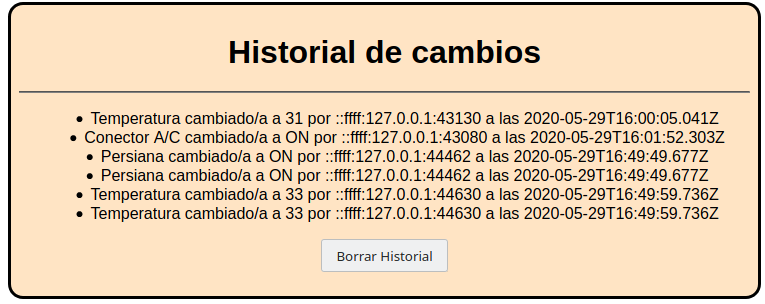 Historial de cambios
• Temperatura cambiado/a a 31 por ::ffff:127.0.0.1:43130 a las 2020-05-29T16:00:05.041Z
• Conector A/C cambiado/a a ON por ::ffff:127.0.0.1:43080 a las 2020-05-29T16:01:52.303Z
• Persiana cambiado/a a ON por ::ffff:127.0.0.1:44462 a las 2020-05-29T16:49:49.677Z
• Persiana cambiado/a a ON por ::ffff:127.0.0.1:44462 a las 2020-05-29T16:49:49.677Z
• Temperatura cambiado/a a 33 por ::ffff:127.0.0.1:44630 a las 2020-05-29T16:49:59.736Z
• Temperatura cambiado/a a 33 por ::ffff:127.0.0.1:44630 a las 2020-05-29T16:49:59.736Z
Borrar Historial